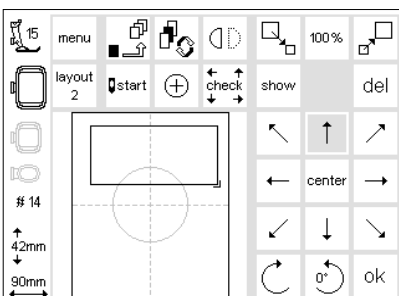 15 menu 100%
layout start check show del
2
center
# 14
42mm
0° ok
90mm